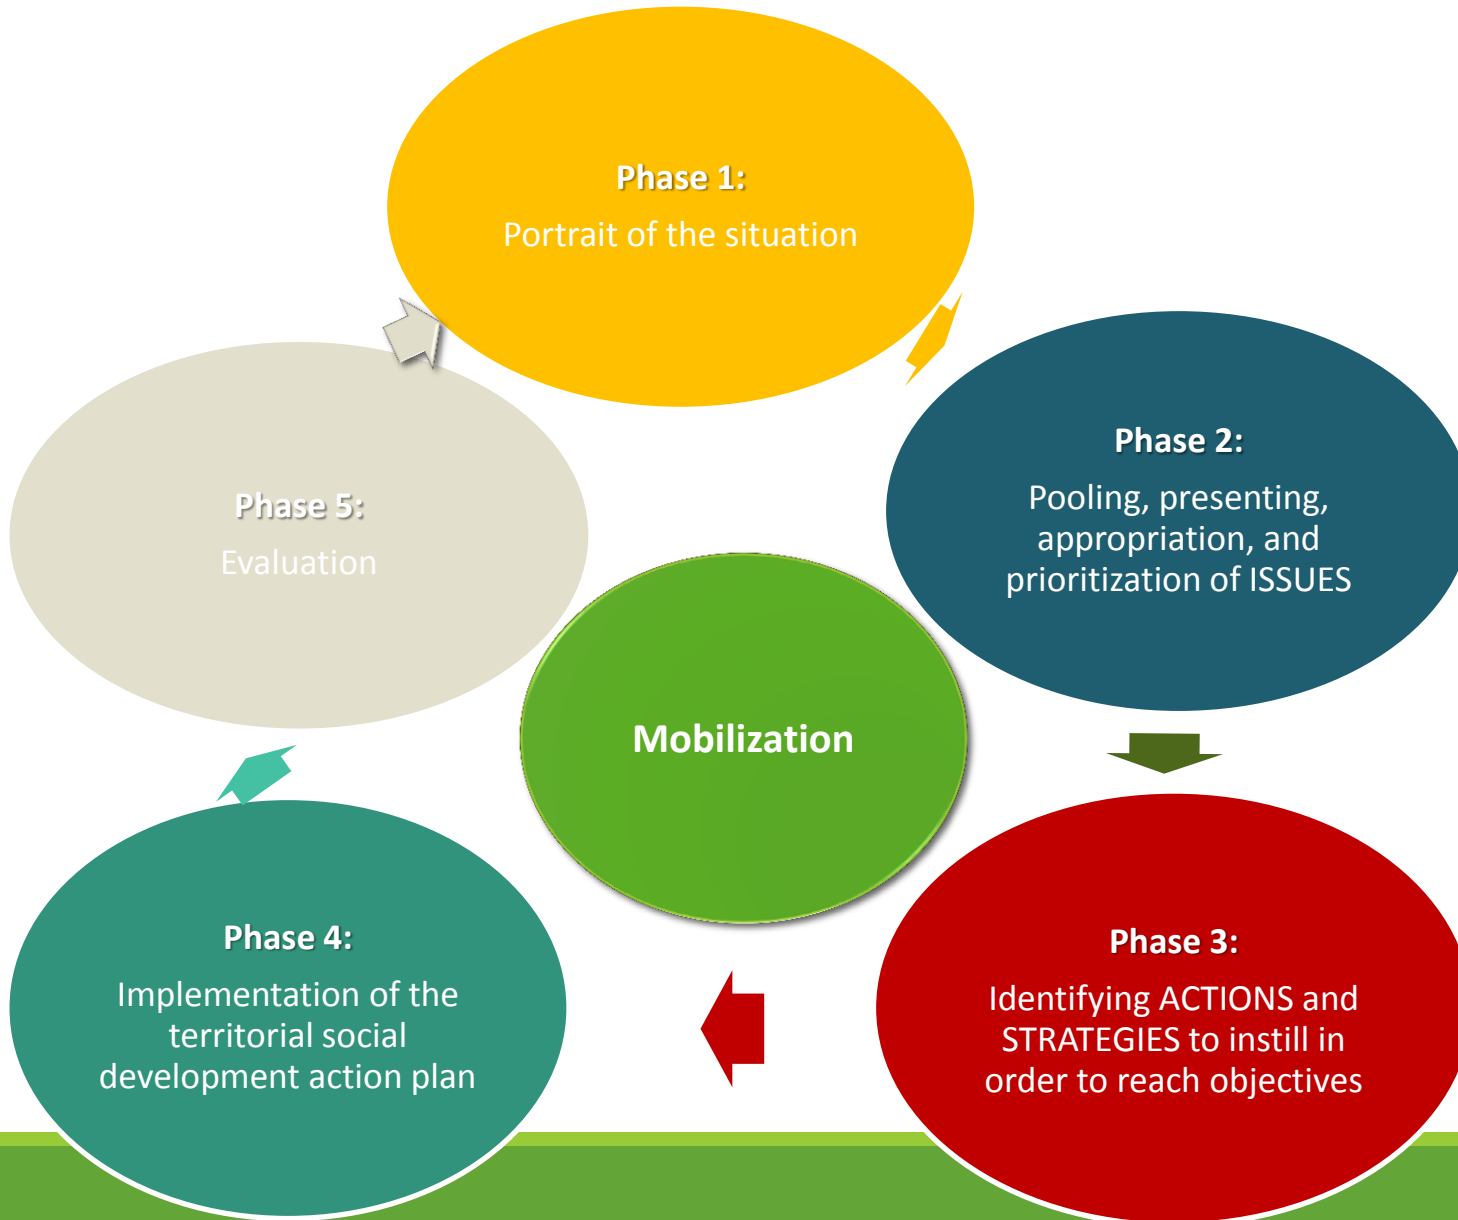 Phase 1:
Portrait of the situation
Phase 2:
Pooling, presenting,
appropriation, and
prioritization of ISSUES
Phase 5:
Evaluation
Mobilization
Phase 4:
Implementation of the
territorial social
development action plan
Phase 3:
Identifying ACTIONS and
STRATEGIES to instill in
order to reach objectives